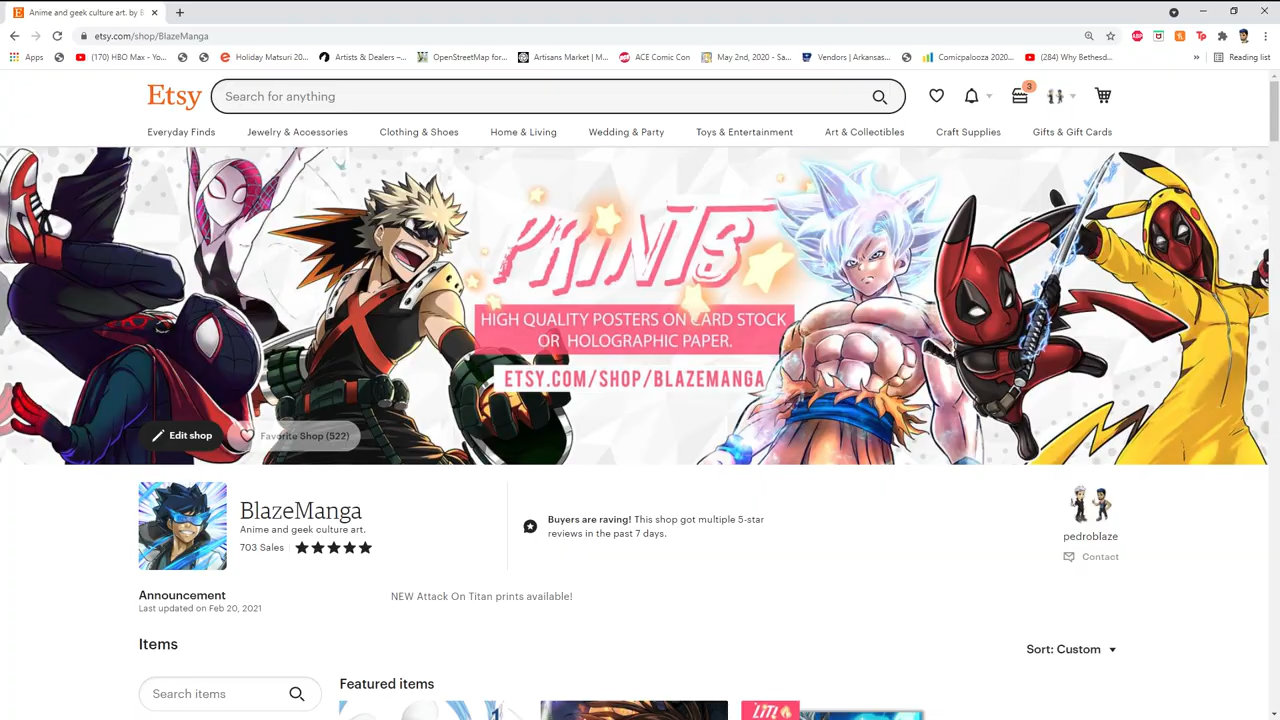 Anime and geek culture art. by B
etsy.com/shop/BlazeManga
Apps
(170) HBO Max - Yo...
Holiday Matsuri 20...
Artists & Dealers –...
OpenStreetMap for...
Artisans Market | M...
ACE Comic Con
May 2nd, 2020 - Sa...
Vendors | Arkansas...
Comicpalooza 2020...
(284) Why Bethesd...
»
Reading list
Etsy
Search for anything
3
Everyday Finds
Jewelry & Accessories
Clothing & Shoes
Home & Living
Wedding & Party
Toys & Entertainment
Art & Collectibles
Craft Supplies
Gifts & Gift Cards
PRINTS
HIGH QUALITY POSTERS ON CARD STOCK
OR HOLOGRAPHIC PAPER.
ETSY.COM/SHOP/BLAZEMANGA
Edit shop
Favorite Shop (522)
BlazeManga
Anime and geek culture art.
703 Sales
Buyers are raving! This shop got multiple 5-star
reviews in the past 7 days.
pedroblaze
Contact
Announcement
Last updated on Feb 20, 2021
NEW Attack On Titan prints available!
Items
Sort: Custom
Search items
Featured items